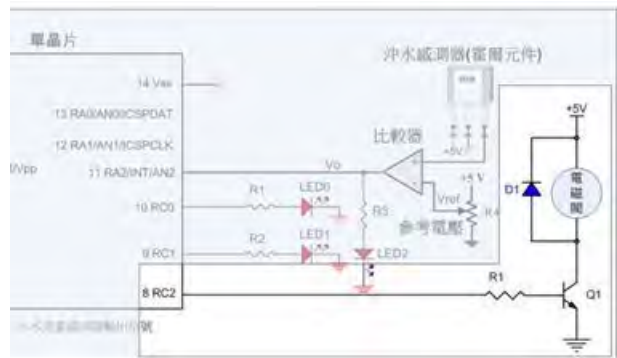 單晶片
沖水感測器(霍爾元件)
14 Vss
13 RA0/AN0/ICSPDAT
+5V
比較器
12 RA1/AN1/ICSPCLK
+5V
/Vpp
11 RA2/INT/AN2
Vo
+5 V
D1
電磁閥
R1
LED0
Vref
R4
10 RC0
R3
參考電壓
R2
LED1
9 RC1
LED2
R1
8 RC2
Q1